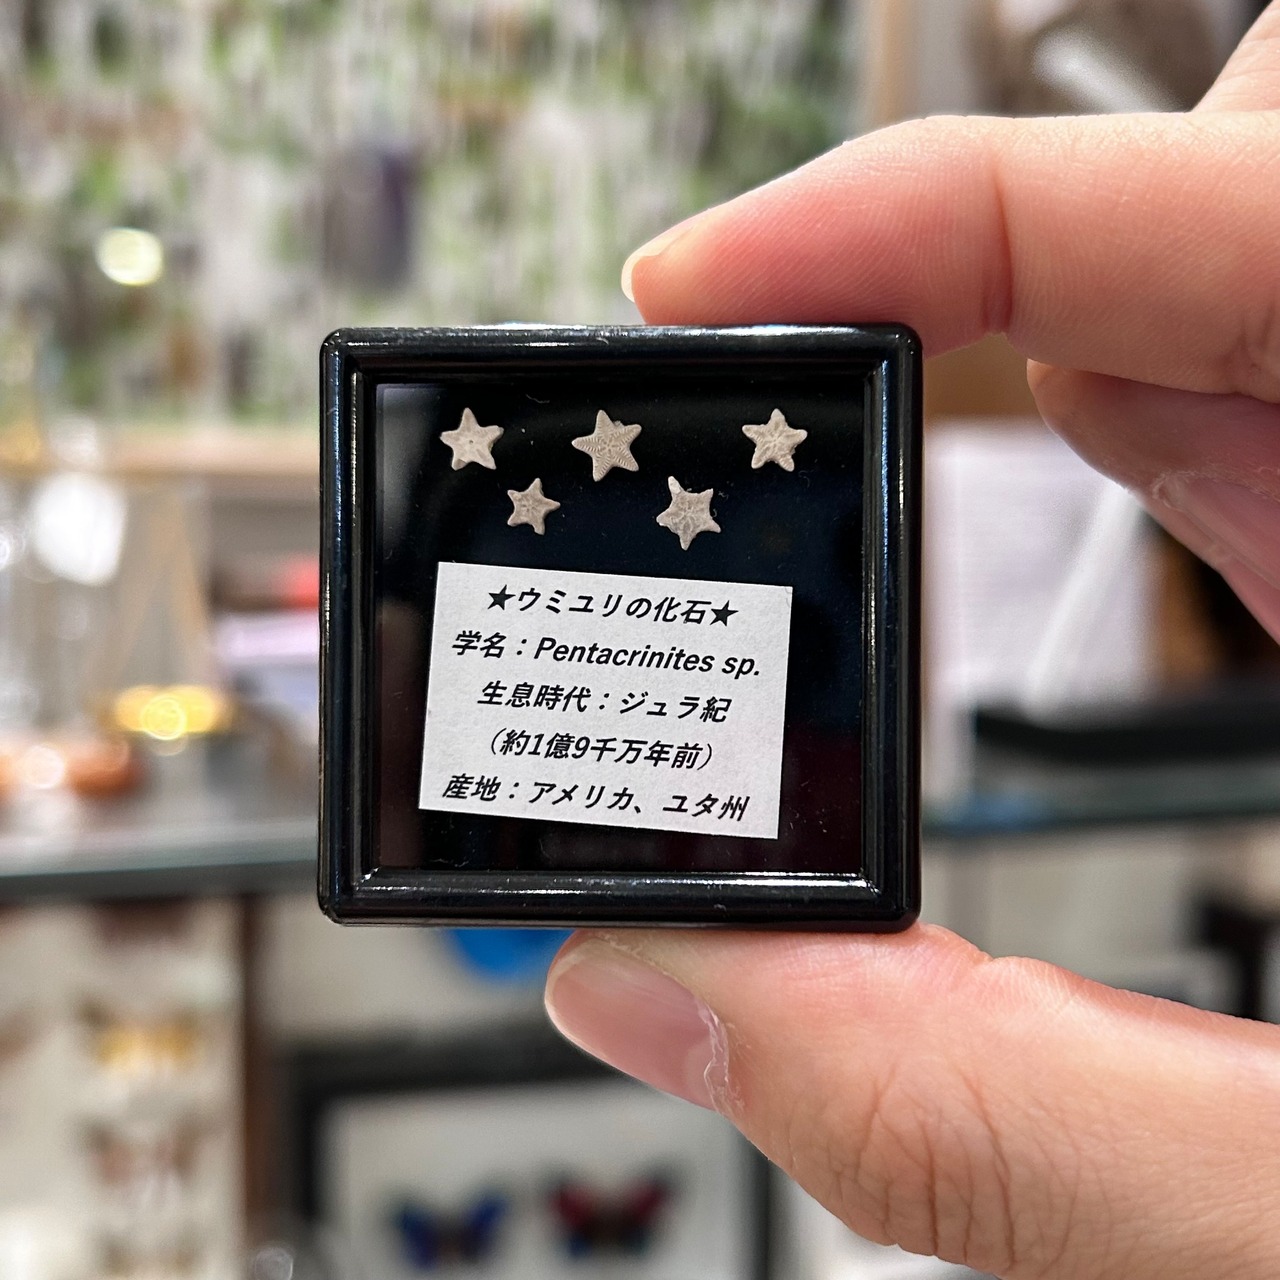 ★ウミユリの化石★
学名：Pentacrinites sp.
生息時代：ジュラ紀
（約1億9千万年前）
産地：アメリカ、ユタ州